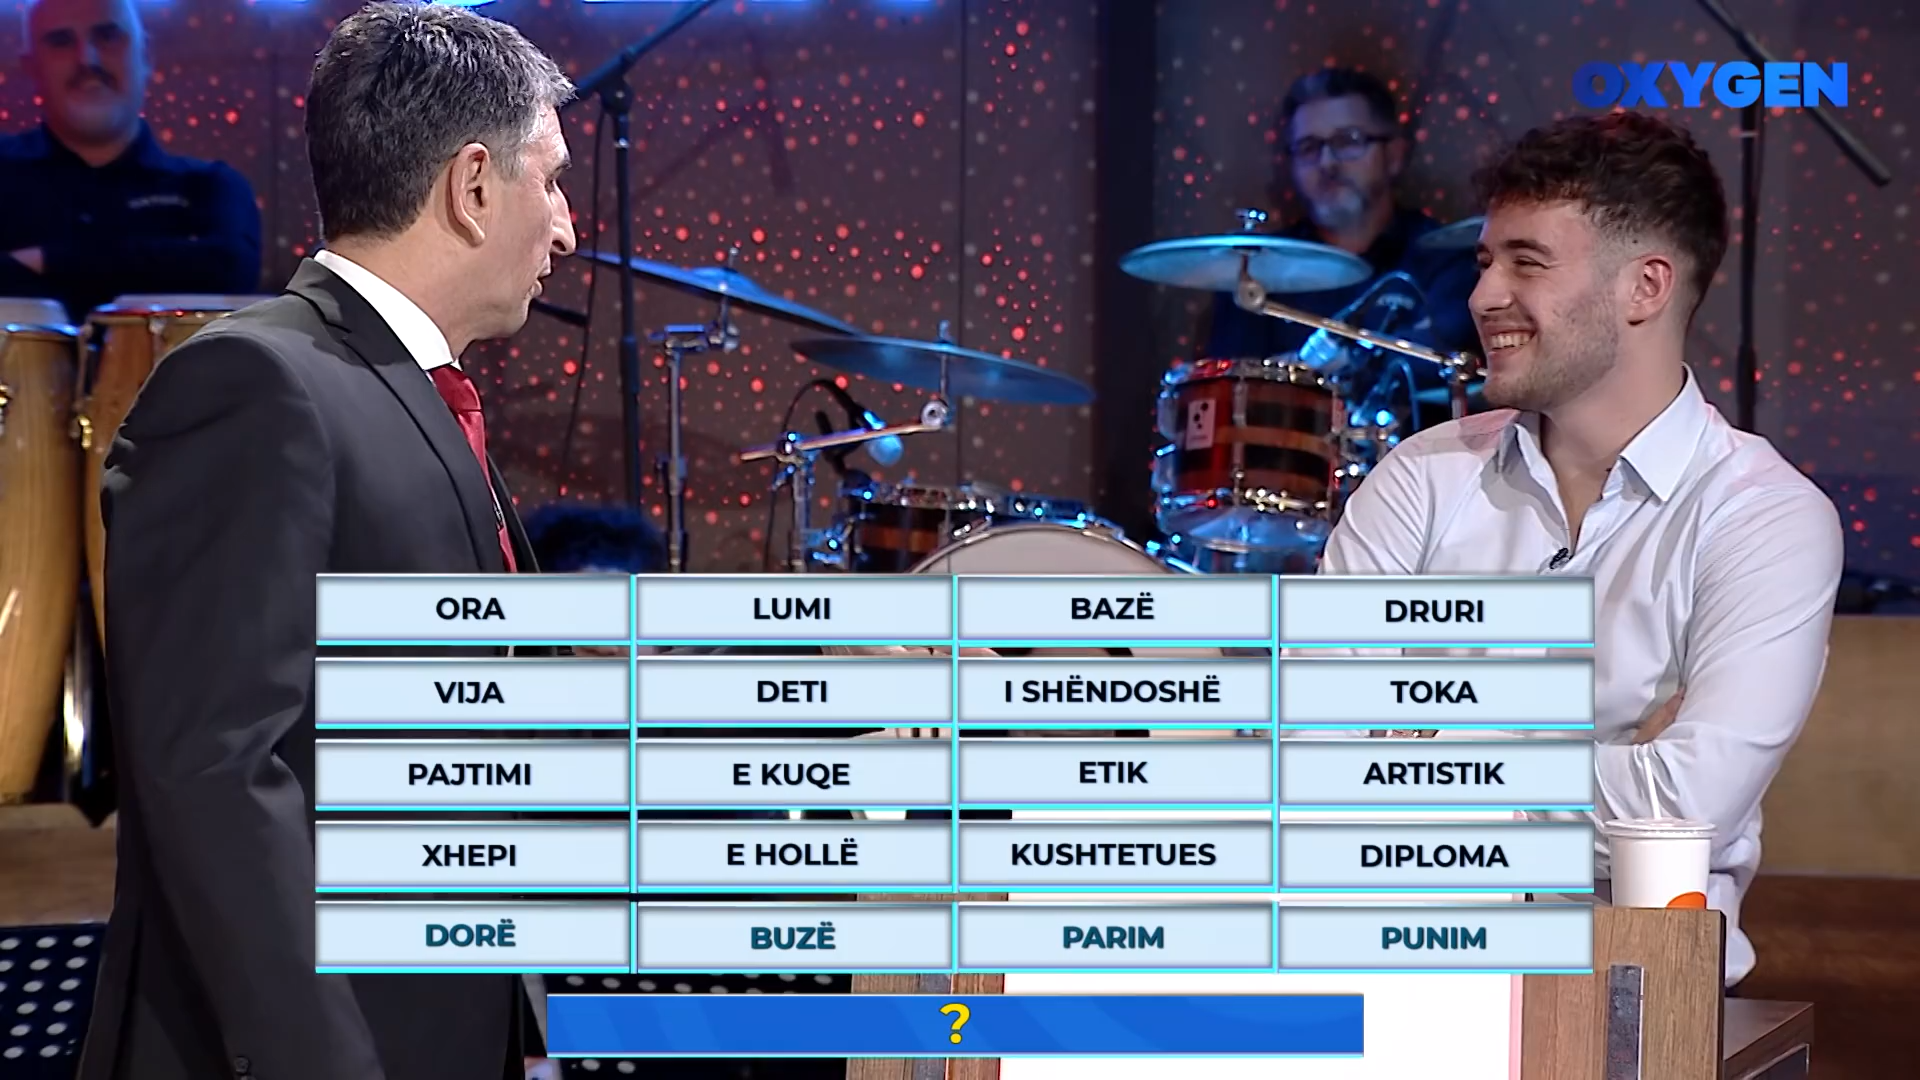 OXYGEN
ORA LUMI BAZË DRURI
VIJA DETI I SHËNDOSHË TOKA
PAJTIMI E KUQE ETIK ARTISTIK
XHEPI E HOLLË KUSHTETUES DIPLOMA
DORË BUZË PARIM PUNIM
?